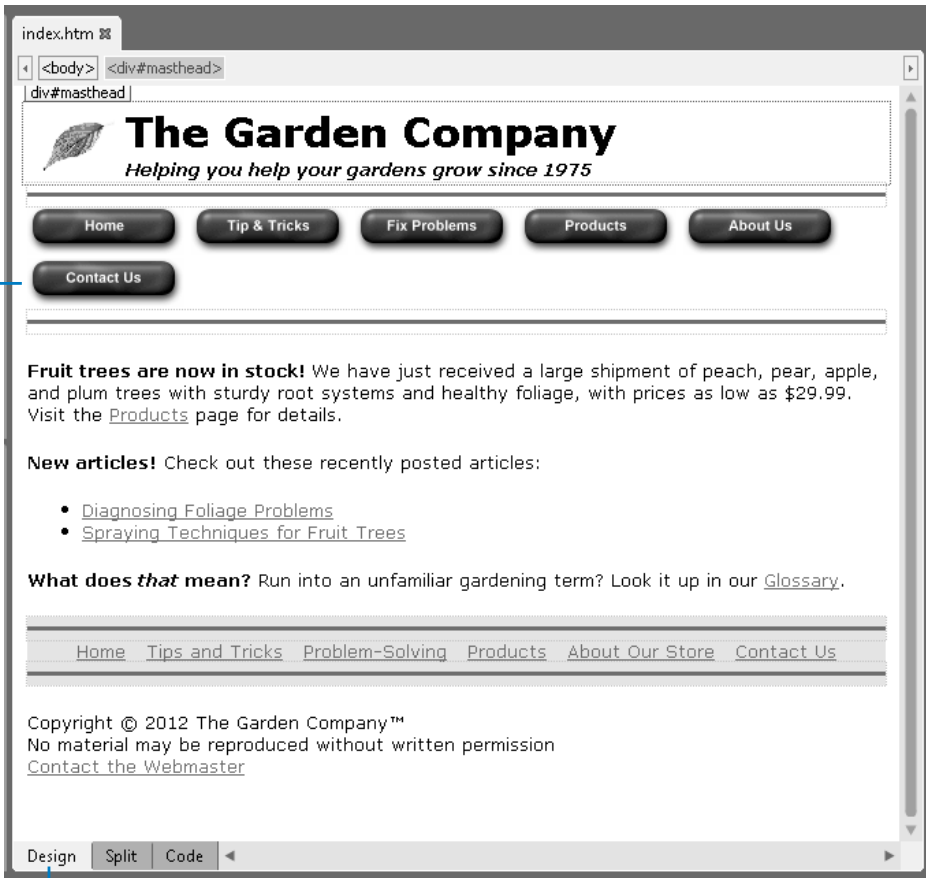 index.htm
<body> <div#masthead>
div#masthead
The Garden Company
Helping you help your gardens grow since 1975
Home Tip & Tricks Fix Problems Products About Us
Contact Us
Fruit trees are now in stock! We have just received a large shipment of peach, pear, apple,
and plum trees with sturdy root systems and healthy foliage, with prices as low as $29.99.
Visit the Products page for details.
New articles! Check out these recently posted articles:
• Diagnosing Foliage Problems
• Spraying Techniques for Fruit Trees
What does that mean? Run into an unfamiliar gardening term? Look it up in our Glossary.
Home Tips and Tricks Problem-Solving Products About Our Store Contact Us
Copyright © 2012 The Garden Company™
No material may be reproduced without written permission
Contact the Webmaster
Design Split Code